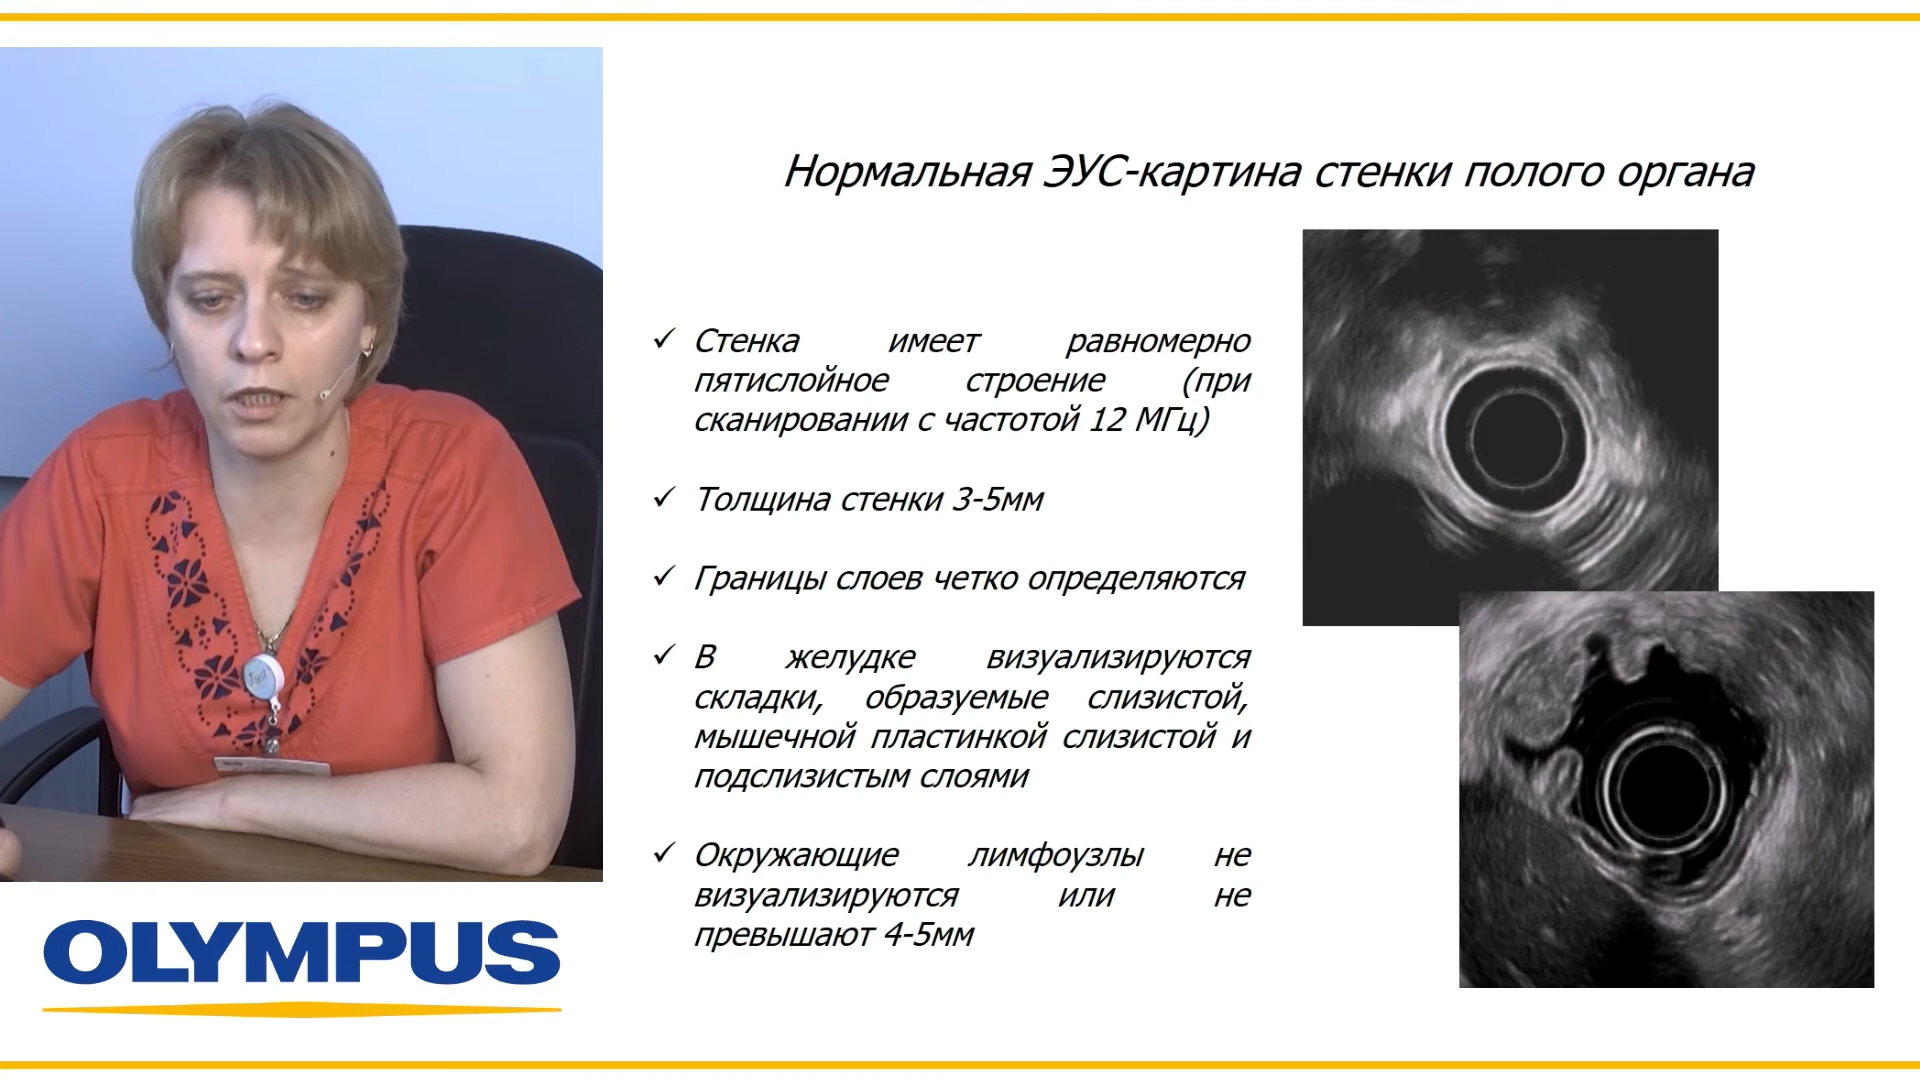 Нормальная ЭУС-картина стенки полого органа
✓ Стенка имеет равномерно
пятислойное строение (при
сканировании с частотой 12 МГц)
✓ Толщина стенки 3-5мм
✓ Границы слоев четко определяются
✓ В желудке визуализируются
складки, образуемые слизистой,
мышечной пластинкой слизистой и
подслизистым слоями
✓ Окружающие лимфоузлы не
визуализируются или не
превышают 4-5мм
OLYMPUS